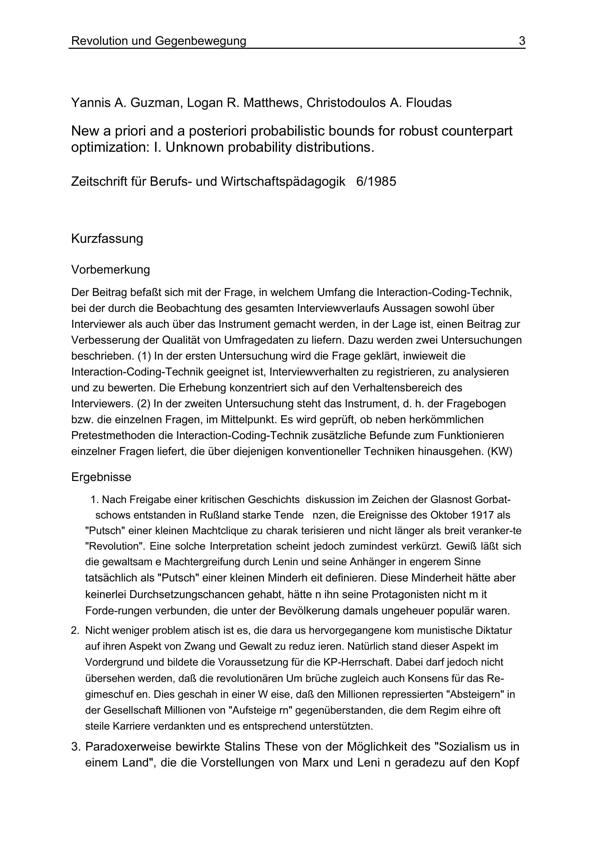 Revolution und Gegenbewegung 3
Yannis A. Guzman, Logan R. Matthews, Christodoulos A. Floudas
New a priori and a posteriori probabilistic bounds for robust counterpart
optimization: I. Unknown probability distributions.
Zeitschrift für Berufs- und Wirtschaftspädagogik 6/1985
Kurzfassung
Vorbemerkung
Der Beitrag befaßt sich mit der Frage, in welchem Umfang die Interaction-Coding-Technik,
bei der durch die Beobachtung des gesamten Interviewverlaufs Aussagen sowohl über
Interviewer als auch über das Instrument gemacht werden, in der Lage ist, einen Beitrag zur
Verbesserung der Qualität von Umfragedaten zu liefern. Dazu werden zwei Untersuchungen
beschrieben. (1) In der ersten Untersuchung wird die Frage geklärt, inwieweit die
Interaction-Coding-Technik geeignet ist, Interviewverhalten zu registrieren, zu analysieren
und zu bewerten. Die Erhebung konzentriert sich auf den Verhaltensbereich des
Interviewers. (2) In der zweiten Untersuchung steht das Instrument, d. h. der Fragebogen
bzw. die einzelnen Fragen, im Mittelpunkt. Es wird geprüft, ob neben herkömmlichen
Pretestmethoden die Interaction-Coding-Technik zusätzliche Befunde zum Funktionieren
einzelner Fragen liefert, die über diejenigen konventioneller Techniken hinausgehen. (KW)
Ergebnisse
1. Nach Freigabe einer kritischen Geschichts diskussion im Zeichen der Glasnost Gorbat-
schows entstanden in Rußland starke Tende nzen, die Ereignisse des Oktober 1917 als
"Putsch" einer kleinen Machtclique zu charak terisieren und nicht länger als breit veranker-te
"Revolution". Eine solche Interpretation scheint jedoch zumindest verkürzt. Gewiß läßt sich
die gewaltsam e Machtergreifung durch Lenin und seine Anhänger in engerem Sinne
tatsächlich als "Putsch" einer kleinen Minderh eit definieren. Diese Minderheit hätte aber
keinerlei Durchsetzungschancen gehabt, hätte n ihn seine Protagonisten nicht m it
Forde-rungen verbunden, die unter der Bevölkerung damals ungeheuer populär waren.
2. Nicht weniger problem atisch ist es, die dara us hervorgegangene kom munistische Diktatur
auf ihren Aspekt von Zwang und Gewalt zu reduz ieren. Natürlich stand dieser Aspekt im
Vordergrund und bildete die Voraussetzung für die KP-Herrschaft. Dabei darf jedoch nicht
übersehen werden, daß die revolutionären Um brüche zugleich auch Konsens für das Re-
gimeschuf en. Dies geschah in einer W eise, daß den Millionen repressierten "Absteigern" in
der Gesellschaft Millionen von "Aufsteige rn" gegenüberstanden, die dem Regim eihre oft
steile Karriere verdankten und es entsprechend unterstützten.
3. Paradoxerweise bewirkte Stalins These von der Möglichkeit des "Sozialism us in
einem Land", die die Vorstellungen von Marx und Leni n geradezu auf den Kopf